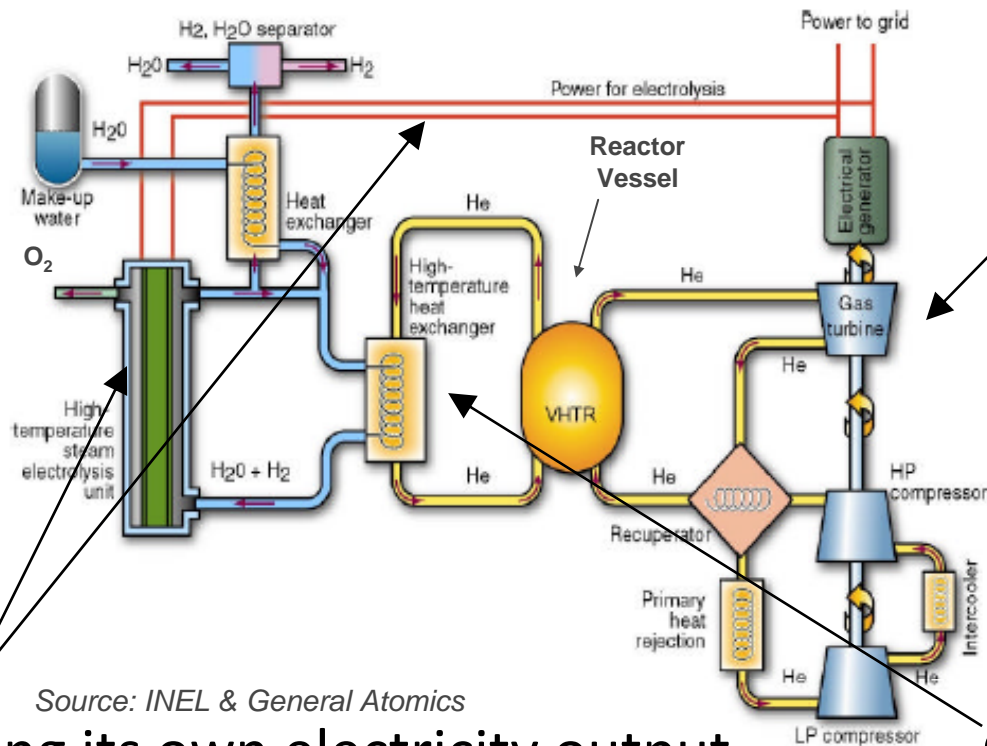 H2, H2O separator
H2O
H2
Power to grid
Power for electrolysis
H20
Make-up
water
Heat
exchanger
Reactor
Vessel
Electrical
generator
O2
He
High-
temperature
heat
exchanger
He
Gas
turbine
He
VHTR
High-
temperature
steam
electrolysis
unit
H20 + H2
He
He
HP
compressor
Recuperator
Primary
heat
rejection
Intercooler
He
He
LP compressor
Source: INEL & General Atomics
its own electricity output